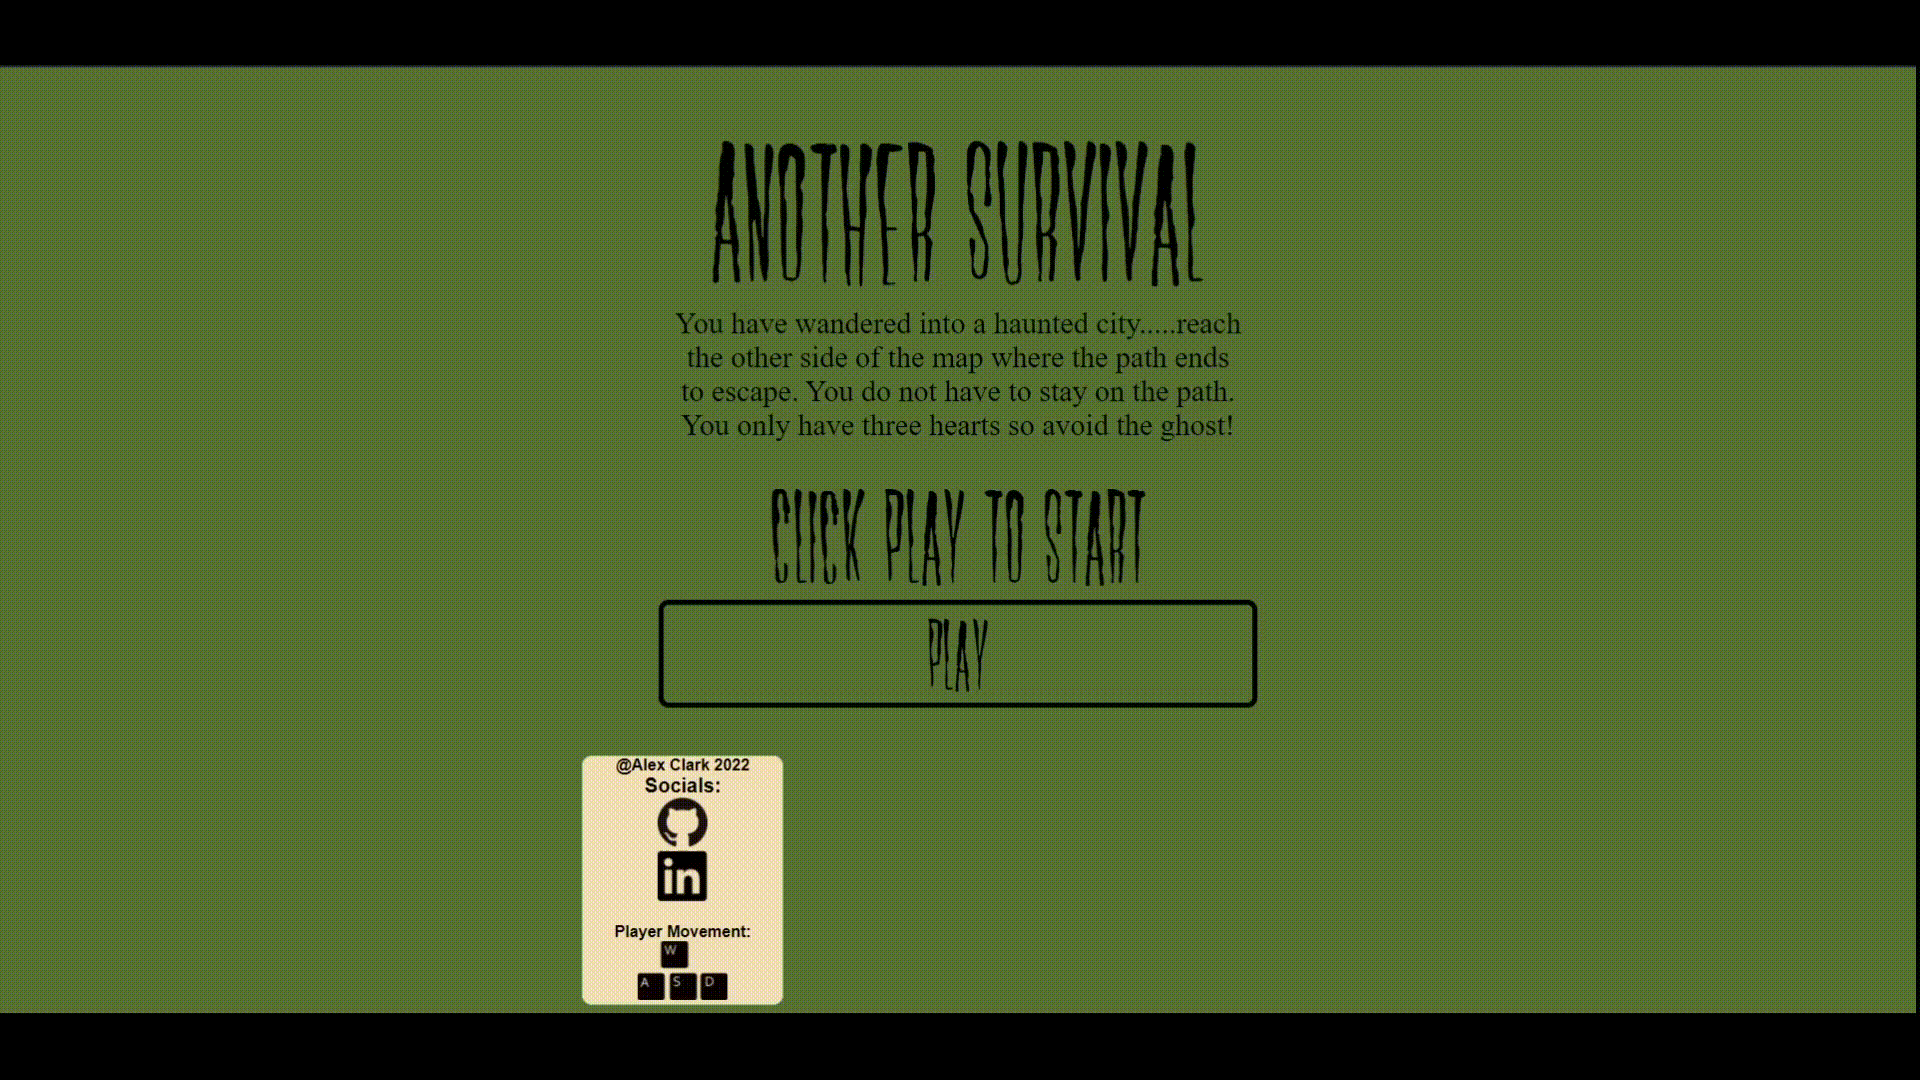 ANOTHER SURVIVAL
You have wandered into a haunted city.....reach
the other side of the map where the path ends
to escape. You do not have to stay on the path.
You only have three hearts so avoid the ghost!
CLICK PLAY TO START
PLAY
@Alex Clark 2022
Socials:
in
Player Movement:
W
A S D